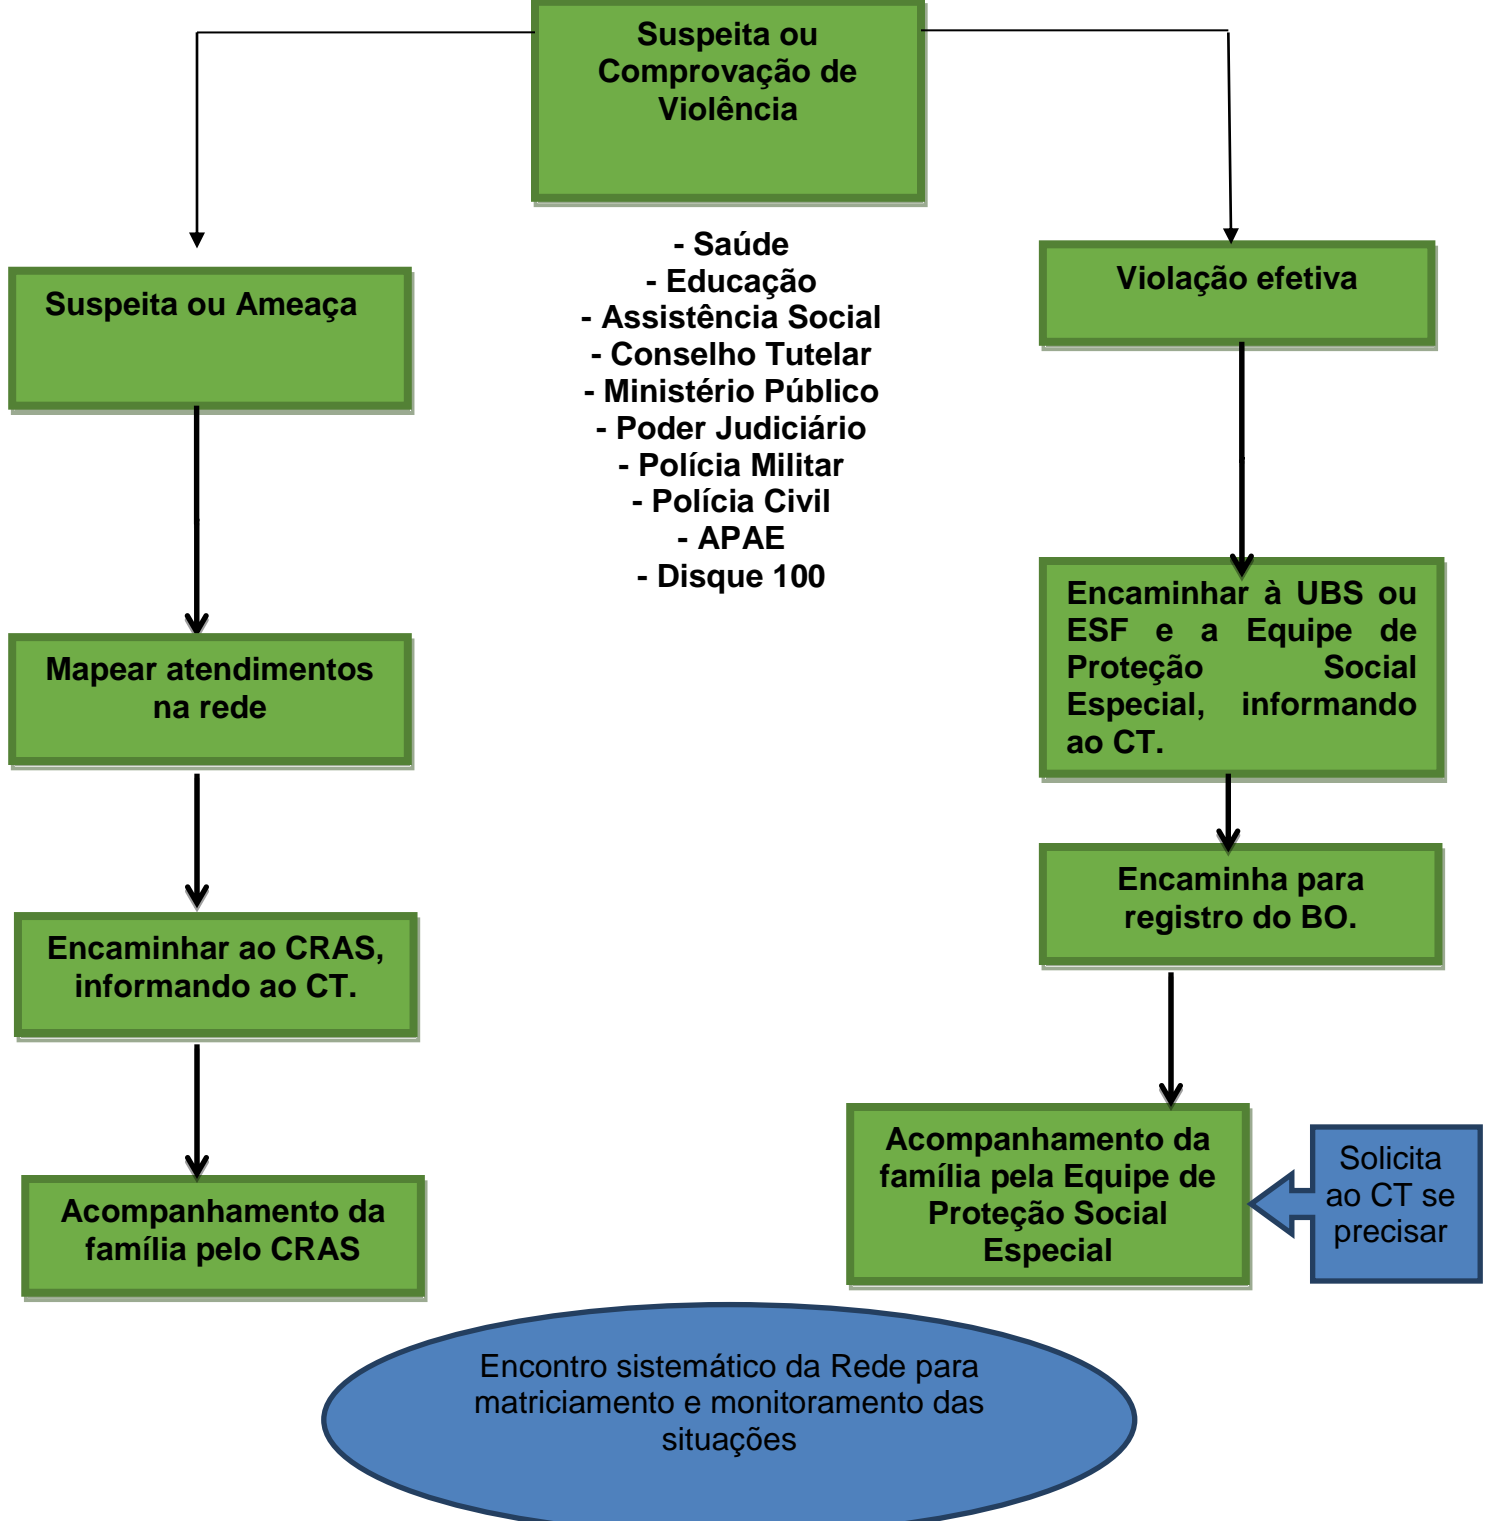 Suspeita ou
Comprovação de
Violência
- Saúde
- Educação
- Assistência Social
- Conselho Tutelar
- Ministério Público
- Poder Judiciário
- Polícia Militar
- Polícia Civil
- APAE
- Disque 100
Suspeita ou Ameaça
Mapear atendimentos
na rede
Encaminhar ao CRAS,
informando ao CT.
Acompanhamento da
família pelo CRAS
Violação efetiva
Encaminhar à UBS ou
ESF e a Equipe de
Proteção Social
Especial, informando
ao CT.
Encaminha para
registro do BO.
Acompanhamento da
família pela Equipe de
Proteção Social
Especial
Solicita
ao CT se
precisar
Encontro sistemático da Rede para
matriciamento e monitoramento das
situações